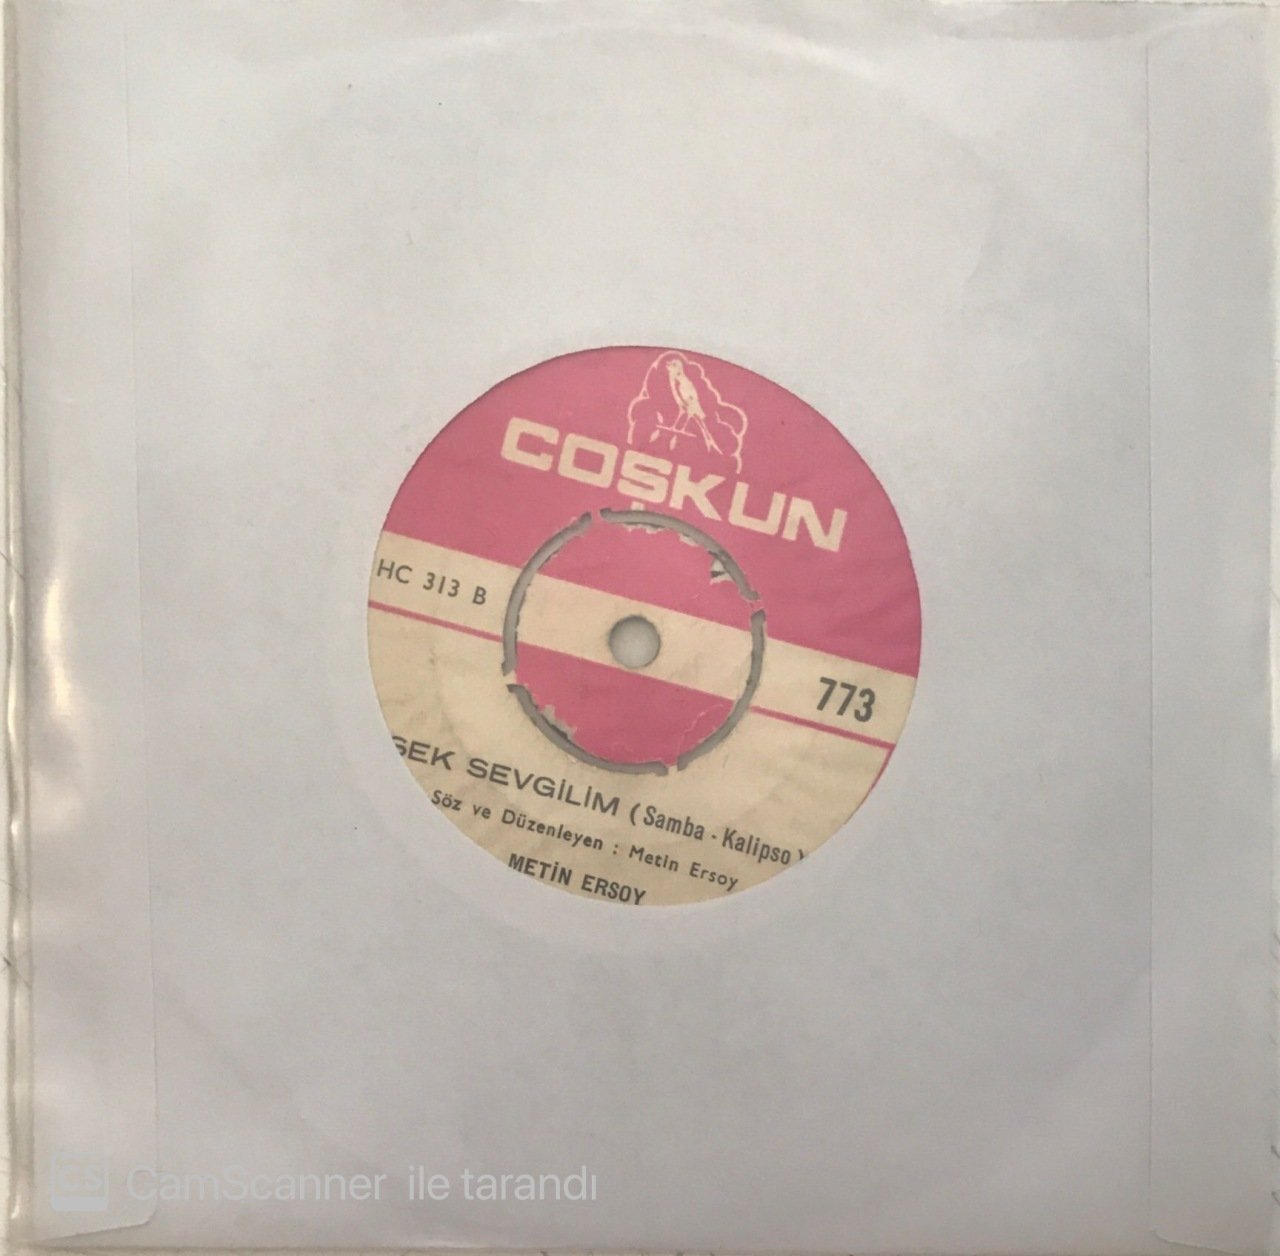 COŞKUN
HC 313 B
773
SEK SEVGİLİM (Samba - Kalipso)
Söz ve Düzenleyen : Metin Ersoy
METİN ERSOY
CS CamScanner ile tarandı